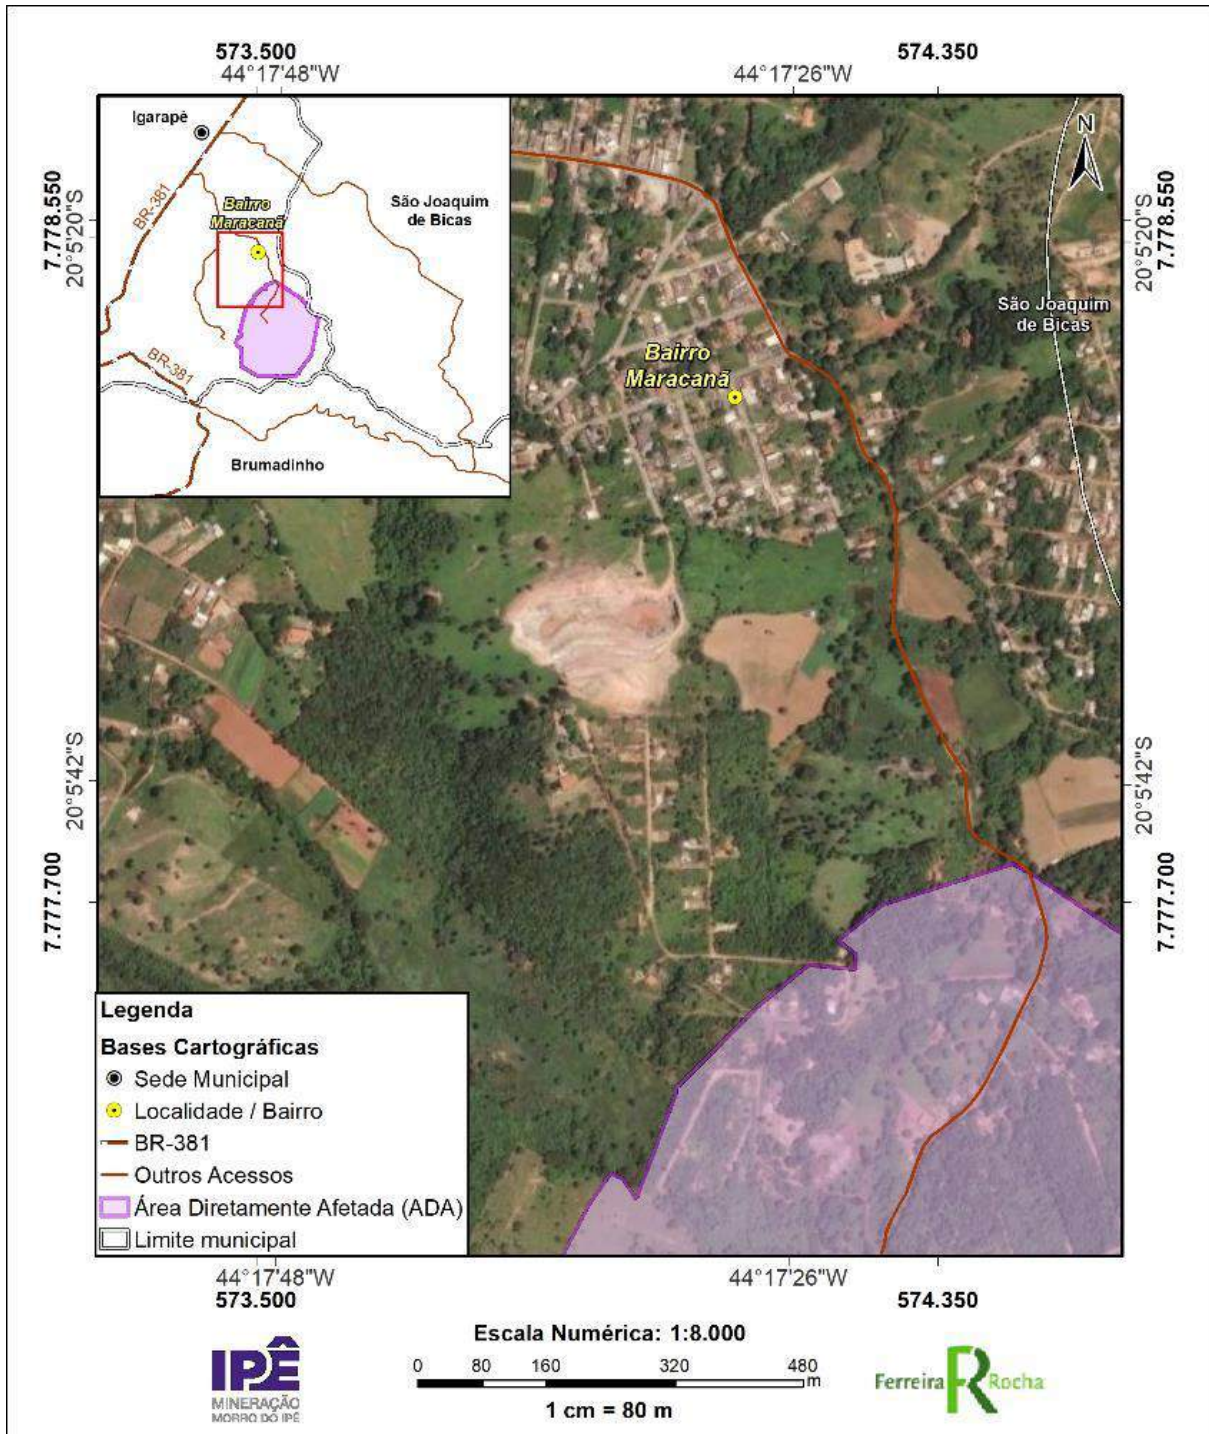 573.500
574.350
44°17'48"W
44°17'26"W
Igarapé
BR-381
Bairro
Maracanã
São Joaquim
de Bicas
BR-381
Brumadinho
N
7.778.550
20°5'20"S
20°5'20"S
7.778.550
São Joaquim
de Bicas
Bairro
Maracanã
20°5'42"S
7.777.700
20°5'42"S
7.777.700
Legenda
Bases Cartográficas
Sede Municipal
Localidade / Bairro
BR-381
Outros Acessos
Área Diretamente Afetada (ADA)
Limite municipal
44°17'48"W
44°17'26"W
573.500
574.350
Escala Numérica: 1:8.000
0 80 160 320 480
m
1 cm = 80 m
IPÊ
MINERAÇÃO
MORRO DO IPÊ
Ferreira Rocha